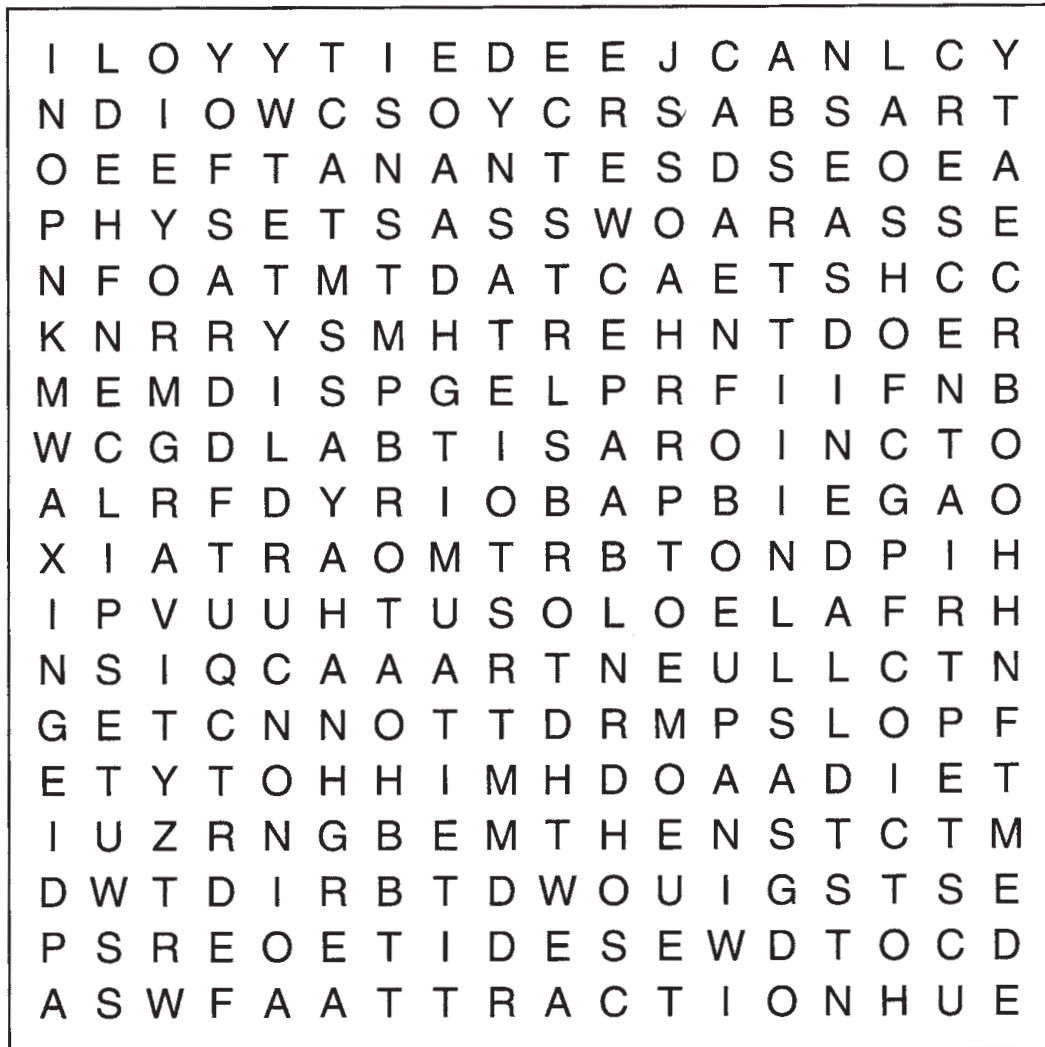 I L O Y Y T I E D E E J C A N L C Y
N D I O W C S O Y C R S A B S A R T
O E E F T A N A N T E S D S E O E A
P H Y S E T S A S S W O A R A S S E
N F O A T M T D A T C A E T S H C C
K N R R Y S M H T R E H N T D O E R
M E M D I S P G E L P R F I I F N B
W C G D L A B T I S A R O I N C T O
A L R F D Y R I O B A P B I E G A O
X I A T R A O M T R B T O N D P I H
I P V U U H T U S O L O E L A F R H
N S I Q C A A A R T N E U L L C T N
G E T C N N O T T D R M P S L O P F
E T Y T O H H I M H D O A A D I E T
I U Z R N G B E M T H E N S T C T M
D W T D I R B T D W O U I G S T S E
P S R E O E T I D E S E W D T O C D
A S W F A A T T R A C T I O N H U E